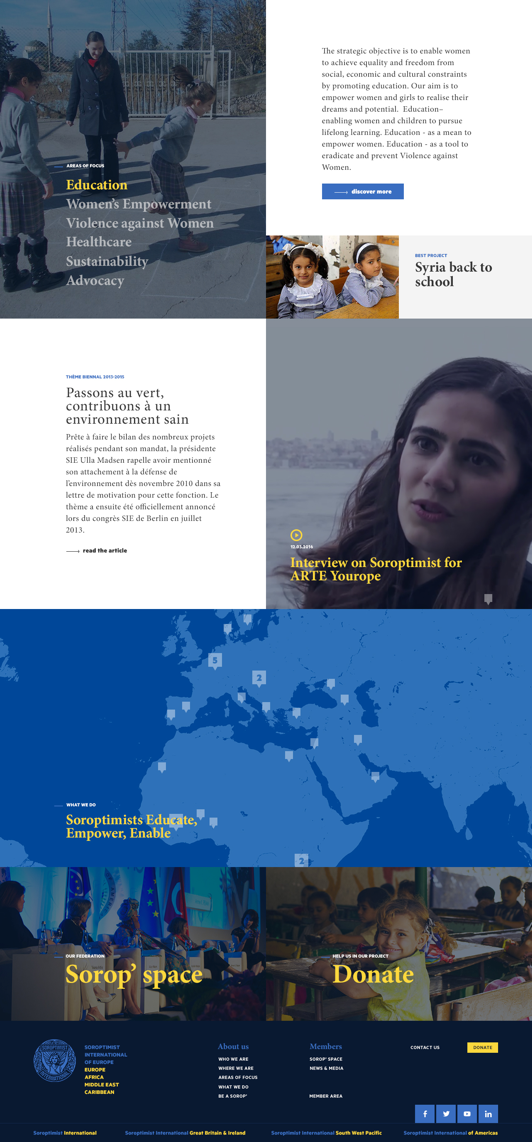 AREAS OF FOCUS
Education
Women's Empowerment
Violence against Women
Healthcare
Sustainability
Advocacy
The strategic objective is to enable women
to achieve equality and freedom from
social, economic and cultural constraints
by promoting education. Our aim is to
empower women and girls to realise their
dreams and potential.  Education–
enabling women and children to pursue
lifelong learning. Education - as a mean to
empower women. Education - as a tool to
eradicate and prevent Violence against
Women.
discover more
BEST PROJECT
Syria back to
school
THÈME BIENNAL 2013-2015
Passons au vert,
contribuons à un
environnement sain
Prête à faire le bilan des nombreux projets
réalisés pendant son mandat, la présidente
SIE Ulla Madsen rapelle avoir mentionné
son attachement à la défense de
l'environnement dès novembre 2010 dans sa
lettre de motivation pour cette fonction. Le
thème a ensuite été officiellement annoncé
lors du congrès SIE de Berlin en juillet
2013.
read the article
12.01.2014
Interview on Soroptimist for
ARTE Yourope
5
2
WHAT WE DO
Soroptimists Educate,
Empower, Enable
2
OUR FEDERATION
Sorop' space
HELP US IN OUR PROJECT
Donate
SOROPTIMIST
INTERNATIONAL
OF EUROPE
EUROPE
AFRICA
MIDDLE EAST
CARIBBEAN
About us
WHO WE ARE
WHERE WE ARE
AREAS OF FOCUS
WHAT WE DO
BE A SOROP'
Members
SOROP' SPACE
NEWS & MEDIA
MEMBER AREA
CONTACT US
DONATE
Soroptimist International
Soroptimist International Great Britain & Ireland
Soroptimist International South West Pacific
Soroptimist International of Americas